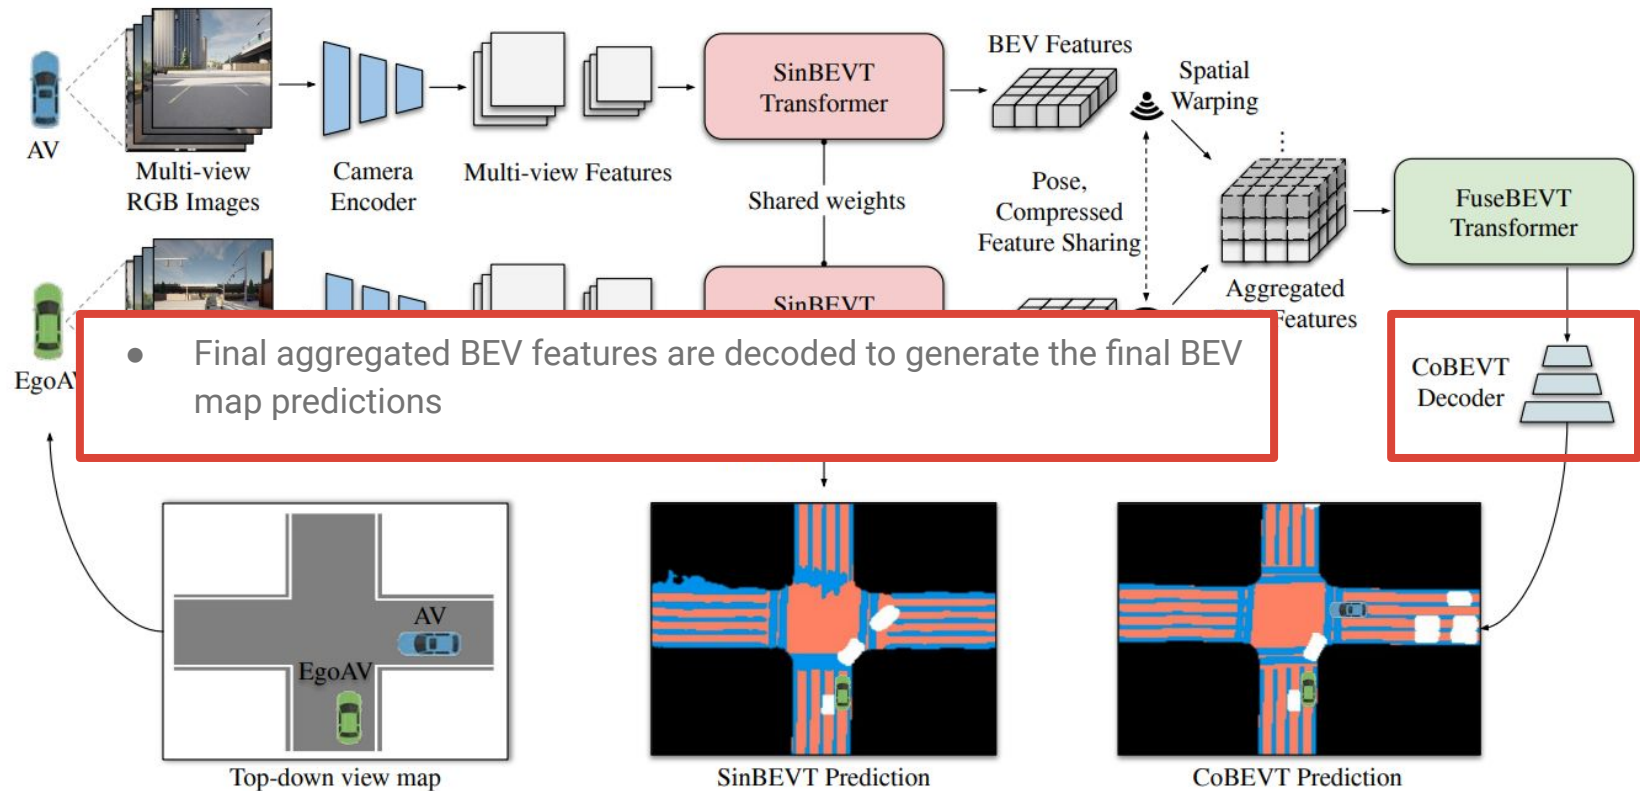 AV
Multi-view
RGB Images
Camera
Encoder
Multi-view Features
SinBEVT
Transformer
Shared weights
BEV Features
Spatial
Warping
Pose,
Compressed
Feature Sharing
FuseBEVT
Transformer
Aggregated
Features
SinBEVT
EgoAV
● Final aggregated BEV features are decoded to generate the final BEV
map predictions
CoBEVT
Decoder
AV
EgoAV
Top-down view map
SinBEVT Prediction
CoBEVT Prediction